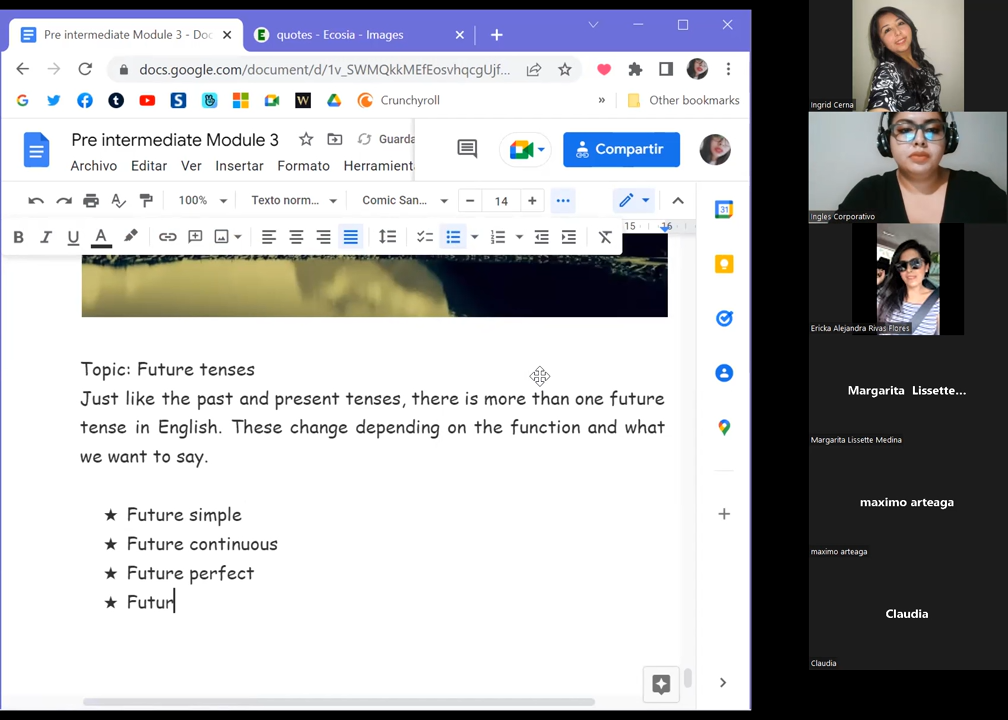 Pre intermediate Module 3 - Doc
quotes - Ecosia - Images
docs.google.com/document/d/1v_SWMQkkMEfEosvhqcgUjf...
Crunchyroll
»
Other bookmarks
Pre intermediate Module 3
Guarda
Compartir
Archivo Editar Ver Insertar Formato Herramient
100% Texto norm... Comic San... 14
15 16
Topic: Future tenses
Just like the past and present tenses, there is more than one future
tense in English. These change depending on the function and what
we want to say.
★ Future simple
★ Future continuous
★ Future perfect
★ Futur
Ingrid Cerna
Ingles Corporativo
Ericka Alejandra Rivas Flores
Margarita Lissette...
Margarita Lissette Medina
maximo arteaga
maximo arteaga
Claudia
Claudia